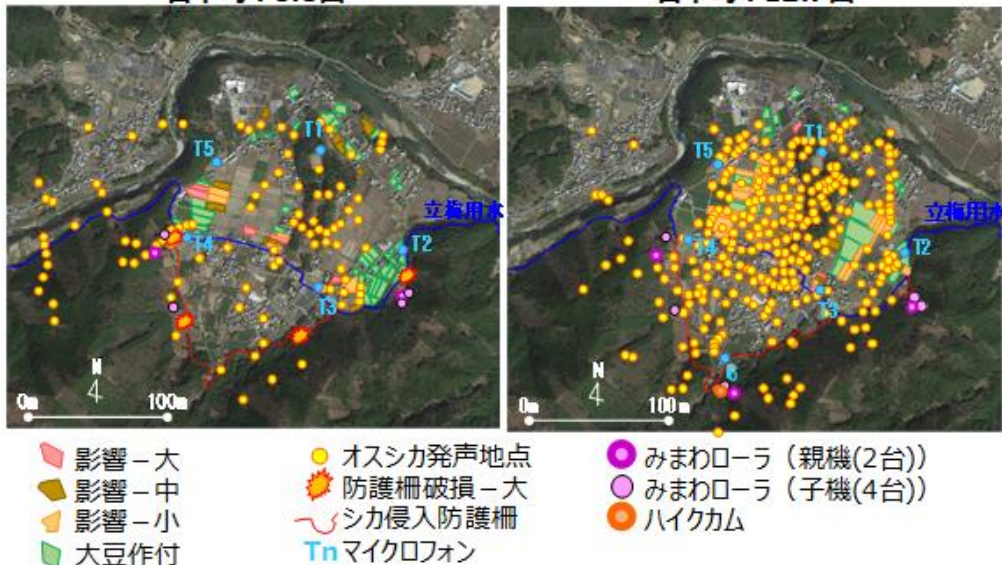 T1
T5
立梅用水
T4
T2
T3
N
0m
100m
T1
T5
立梅用水
T4
T2
T3
6
N
0m
100m
影響－大
影響－中
影響－小
大豆作付
オスシカ発声地点
防護柵破損－大
シカ侵入防護柵
Tn マイクロフォン
みまわローラ（親機(2台)）
みまわローラ（子機(4台)）
ハイクカム